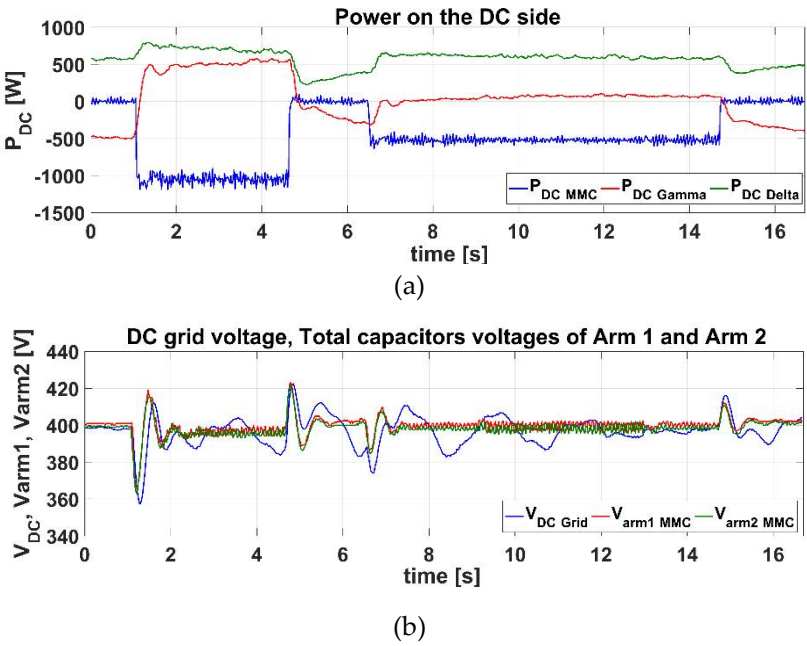 Power on the DC side
P_DC [W]
1000
500
0
-500
-1000
-1500
0 2 4 6 8 10 12 14 16
P_DC MMC P_DC Gamma P_DC Delta
time [s]
(a)
DC grid voltage, Total capacitors voltages of Arm 1 and Arm 2
V_DC, Varm1, Varm2 [V]
440
420
400
380
360
340
0 2 4 6 8 10 12 14 16
V_DC Grid V_arm1 MMC V_arm2 MMC
time [s]
(b)